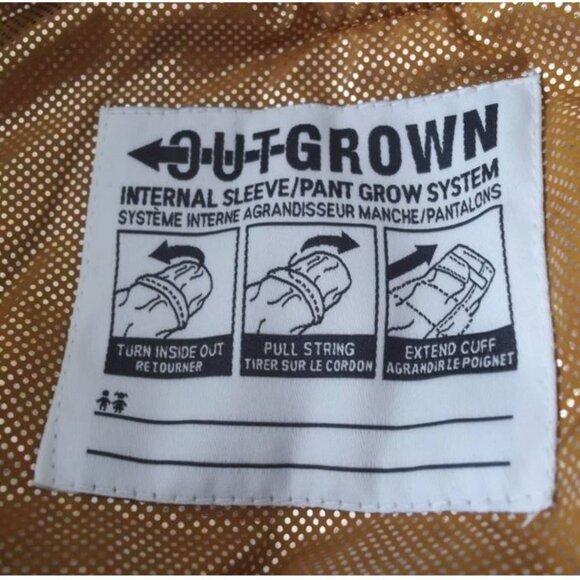 OUTGROWN
INTERNAL SLEEVE/PANT GROW SYSTEM
SYSTÈME INTERNE AGRANDISSEUR MANCHE/PANTALONS
TURN INSIDE OUT
RETOURNER
PULL STRING
TIRER SUR LE CORDON
EXTEND CUFF
AGRANDIR LE POIGNET